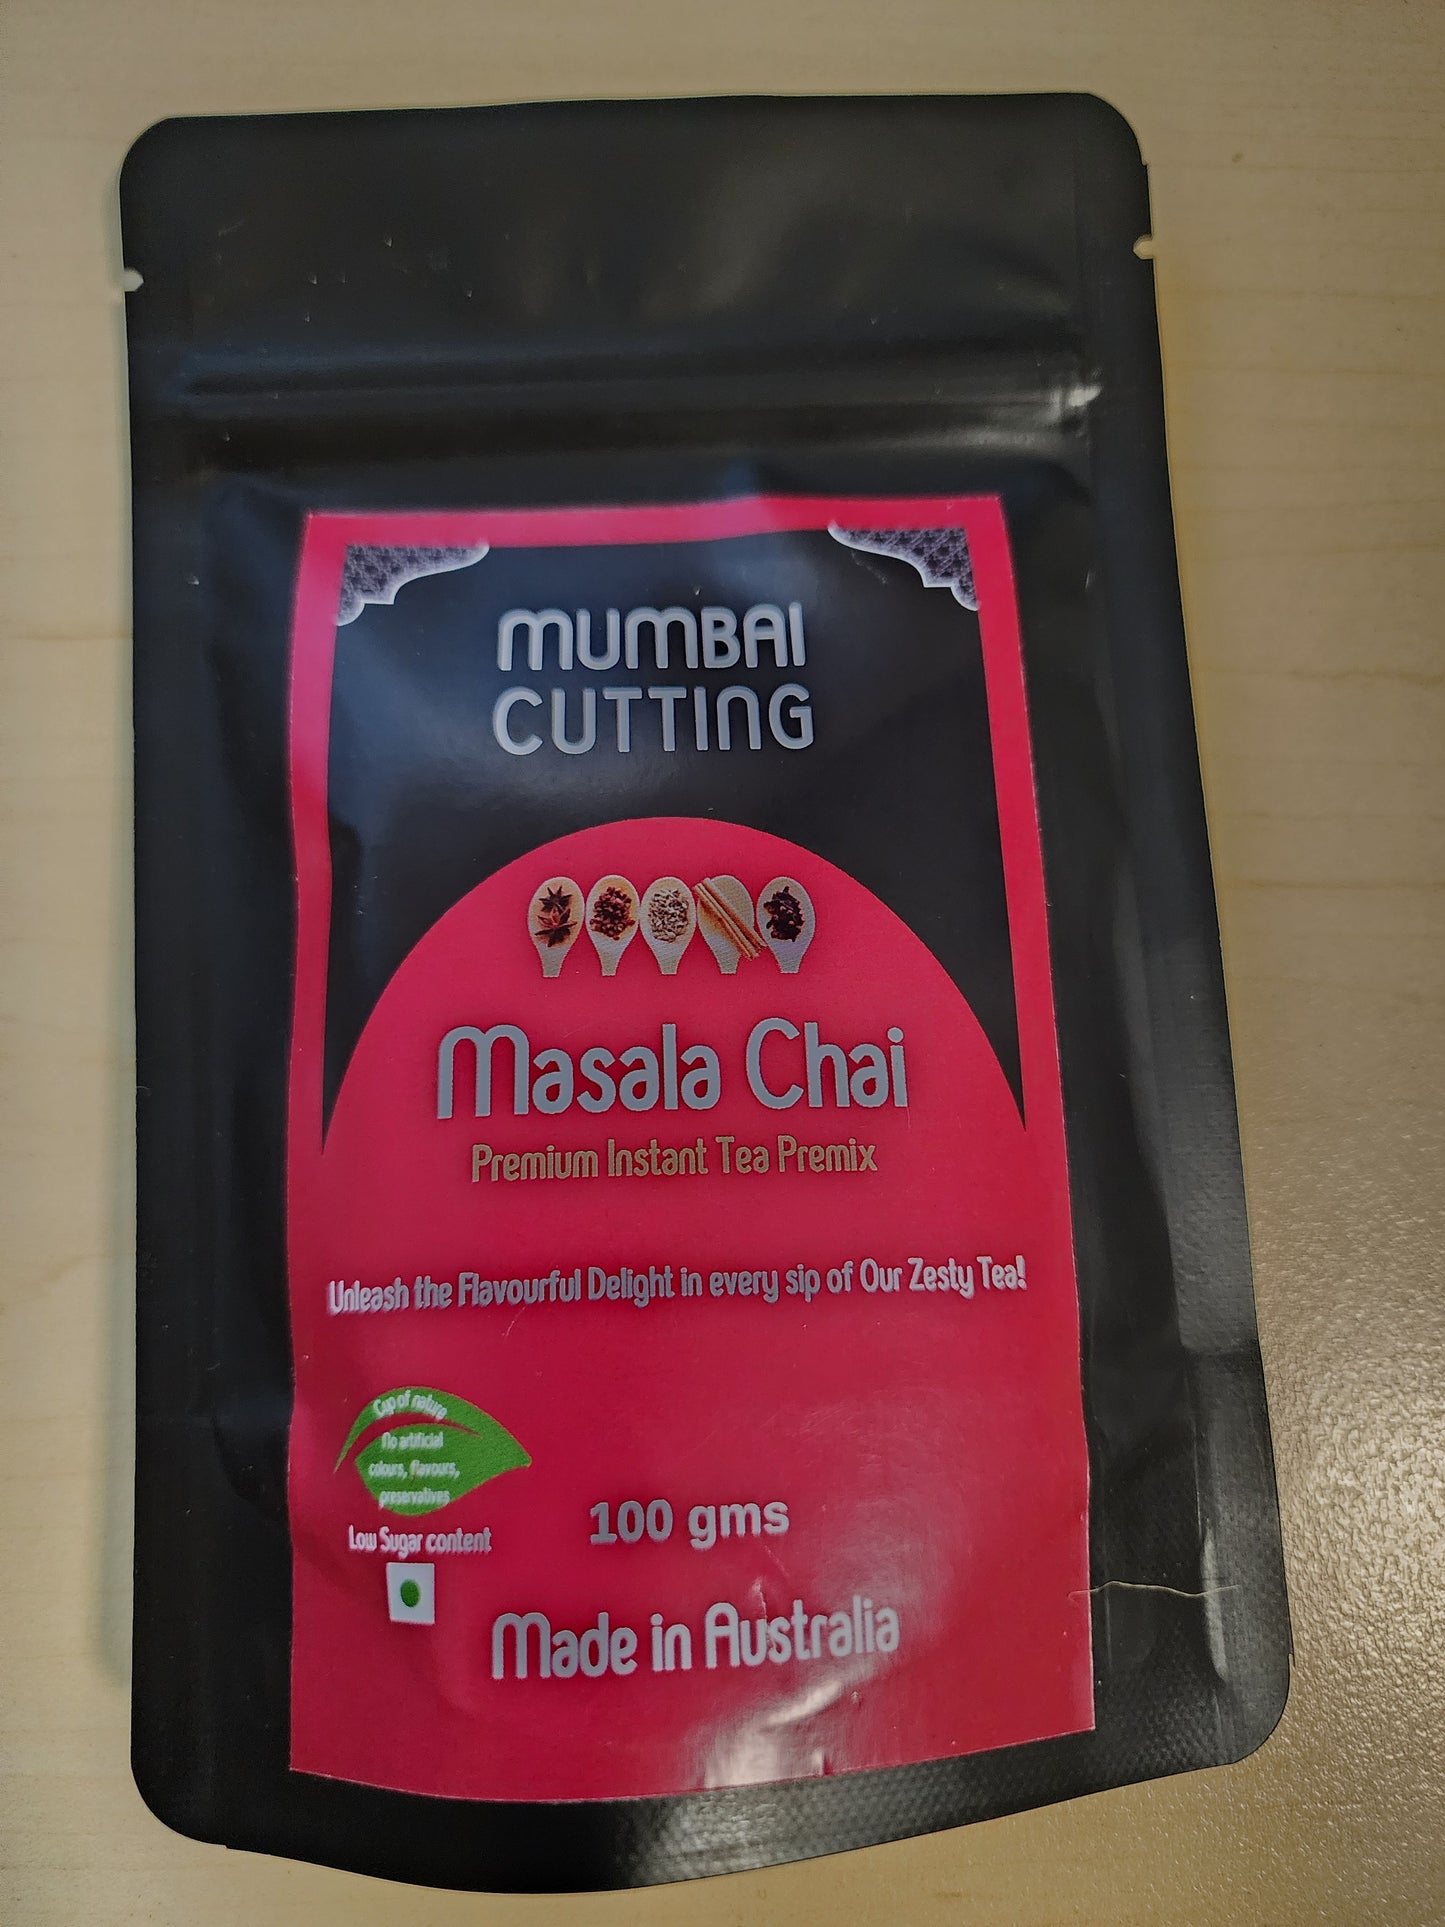 MUMBAI
CUTTING
Masala Chai
Premium Instant Tea Premix
Unleash the Flavourful Delight in every sip of Our Zesty Tea!
Cup of nature
No artificial
colours, flavours,
preservatives
Low Sugar content
100 gms
Made in Australia